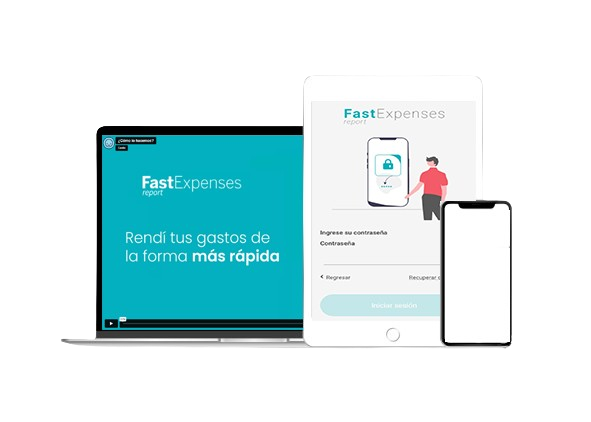 ¿Cómo lo hacemos?
FastExpenses
report
Rendí tus gastos de
la forma más rápida
FastExpenses
report
Ingrese su contraseña
Contraseña
Regresar
Recuperar
Iniciar sesión